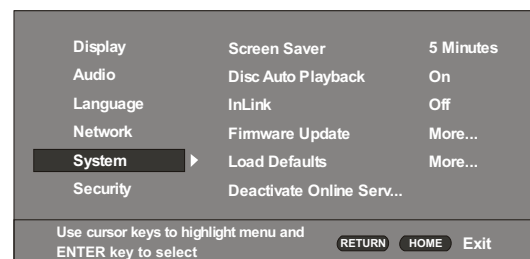 Display Screen Saver 5 Minutes
Audio Disc Auto Playback On
Language InLink Off
Network Firmware Update More...
System Load Defaults More...
Security Deactivate Online Serv...
Use cursor keys to highlight menu and
ENTER key to select RETURN HOME Exit